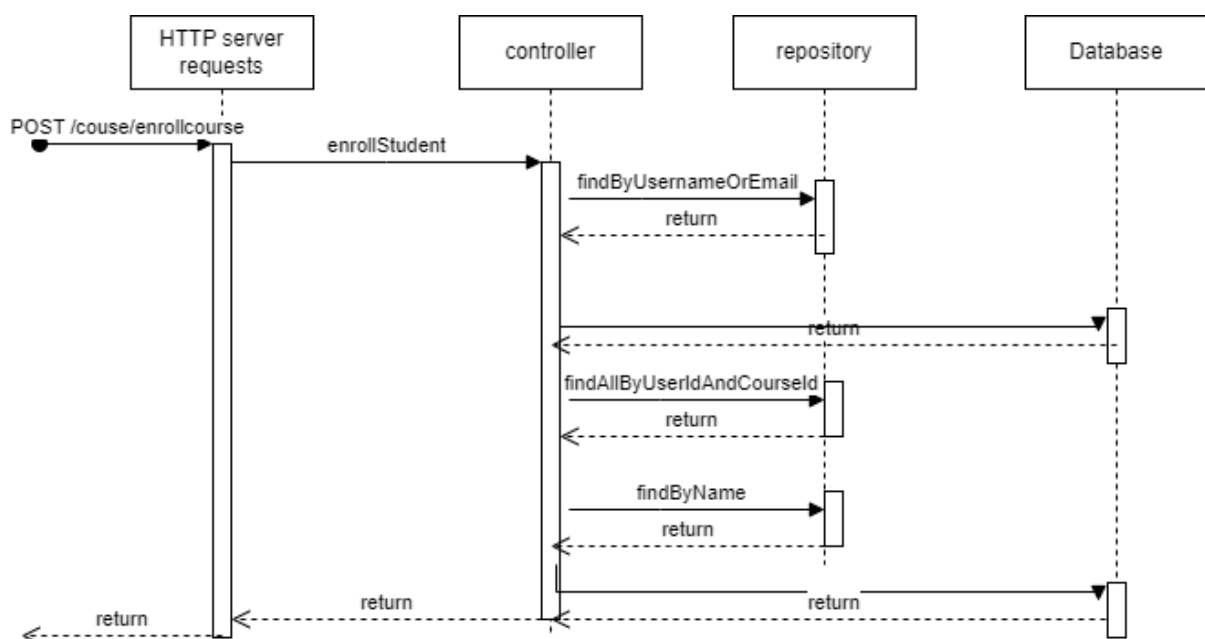 HTTP server
requests
controller
repository
Database
POST /couse/enrollcourse
enrollStudent
findByUsernameOrEmail
return
return
findAllByUserIdAndCourseId
return
findByName
return
return
return
return